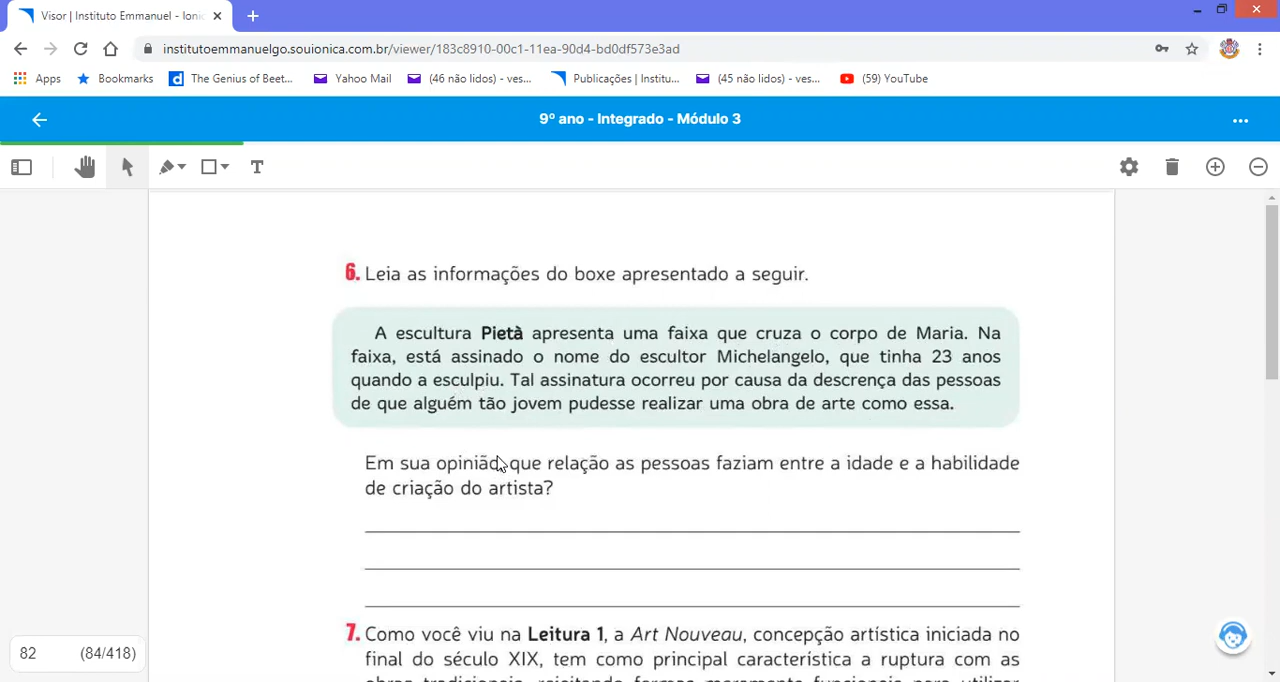 Visor | Instituto Emmanuel - Ionic
institutoemmanuelgo.souionica.com.br/viewer/183c8910-00c1-11ea-90d4-bd0df573e3ad
Apps Bookmarks The Genius of Beet... Yahoo Mail (46 não lidos) - ves... Publicações | Institu... (45 não lidos) - ves... (59) YouTube
9º ano - Integrado - Módulo 3
T
6. Leia as informações do boxe apresentado a seguir.
A escultura Pietà apresenta uma faixa que cruza o corpo de Maria. Na
faixa, está assinado o nome do escultor Michelangelo, que tinha 23 anos
quando a esculpiu. Tal assinatura ocorreu por causa da descrença das pessoas
de que alguém tão jovem pudesse realizar uma obra de arte como essa.
Em sua opinião que relação as pessoas faziam entre a idade e a habilidade
de criação do artista?
7. Como você viu na Leitura 1, a Art Nouveau, concepção artística iniciada no
final do século XIX, tem como principal característica a ruptura com as
82 (84/418)